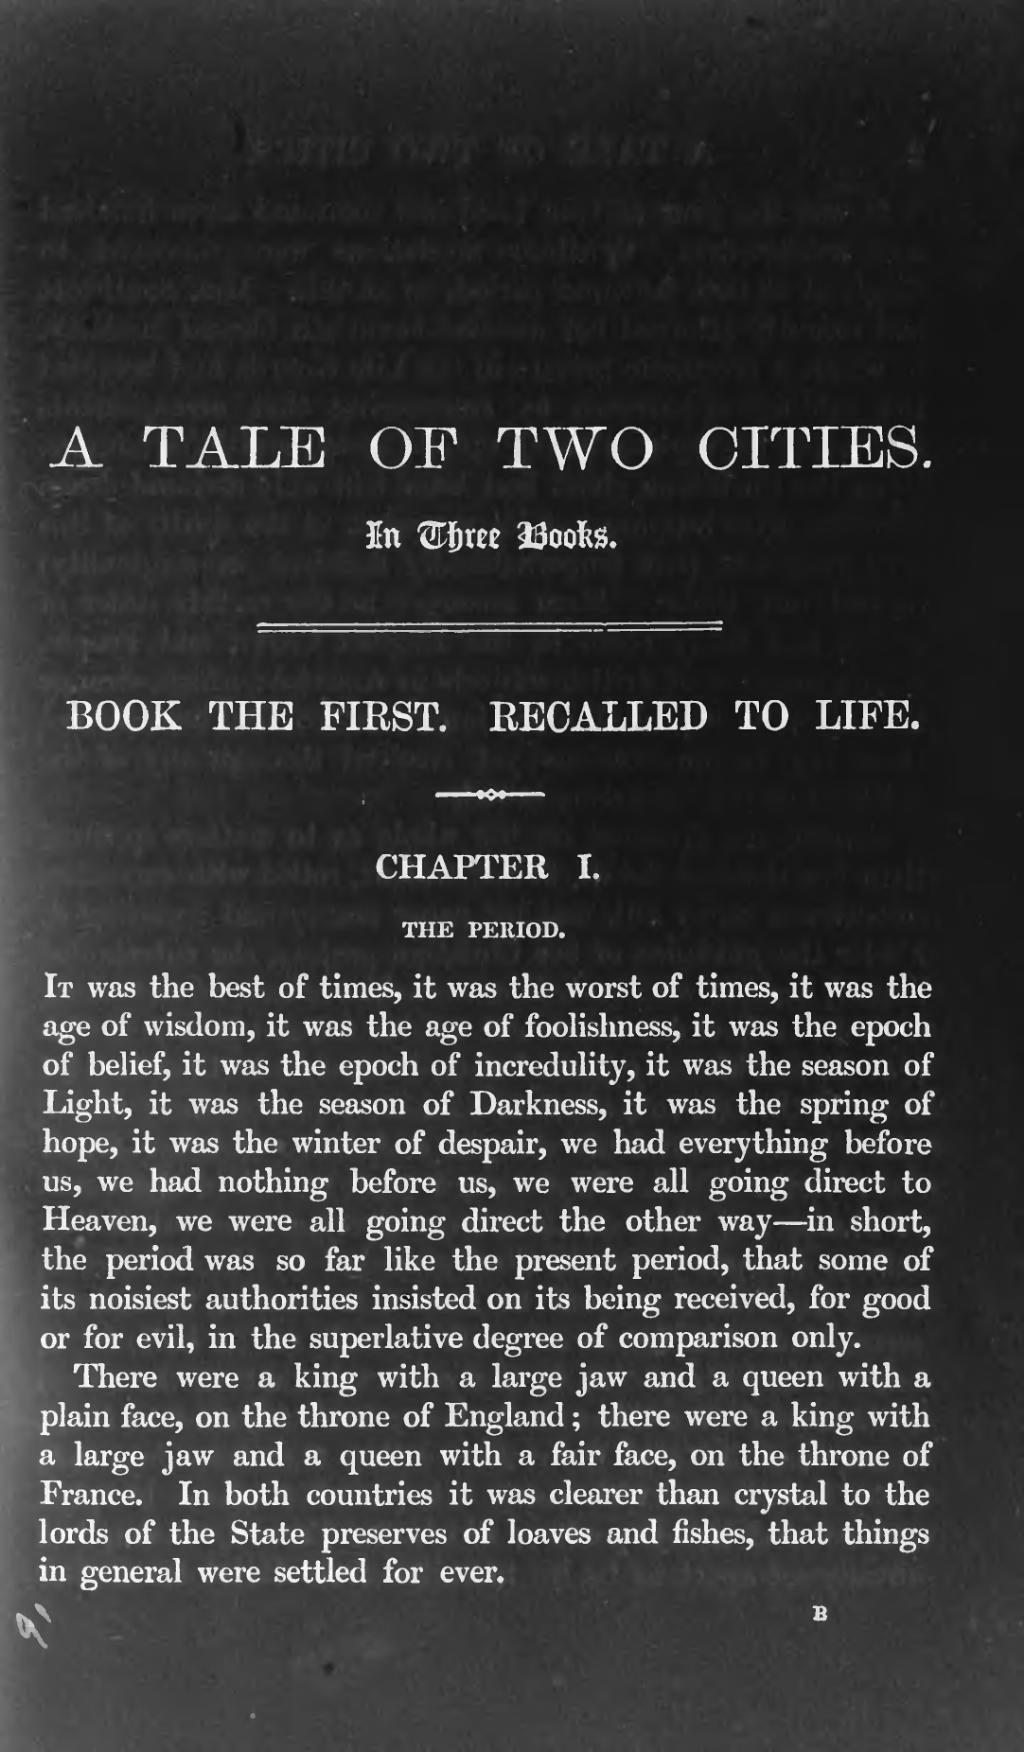 A TALE OF TWO CITIES.
In Three Books.
BOOK THE FIRST. RECALLED TO LIFE.
CHAPTER I.
THE PERIOD.
IT was the best of times, it was the worst of times, it was the
age of wisdom, it was the age of foolishness, it was the epoch
of belief, it was the epoch of incredulity, it was the season of
Light, it was the season of Darkness, it was the spring of
hope, it was the winter of despair, we had everything before
us, we had nothing before us, we were all going direct to
Heaven, we were all going direct the other way—in short,
the period was so far like the present period, that some of
its noisiest authorities insisted on its being received, for good
or for evil, in the superlative degree of comparison only.
There were a king with a large jaw and a queen with a
plain face, on the throne of England; there were a king with
a large jaw and a queen with a fair face, on the throne of
France. In both countries it was clearer than crystal to the
lords of the State preserves of loaves and fishes, that things
in general were settled for ever.
B